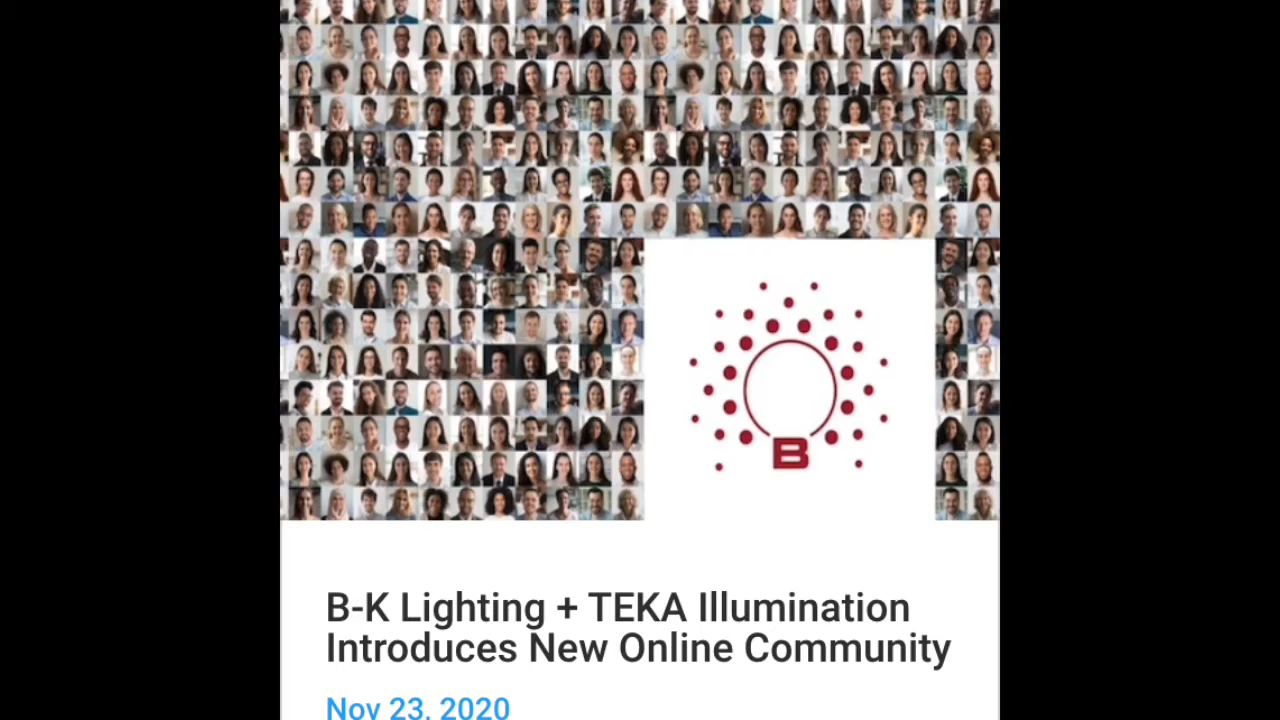 B
B-K Lighting + TEKA Illumination
Introduces New Online Community
Nov 23, 2020